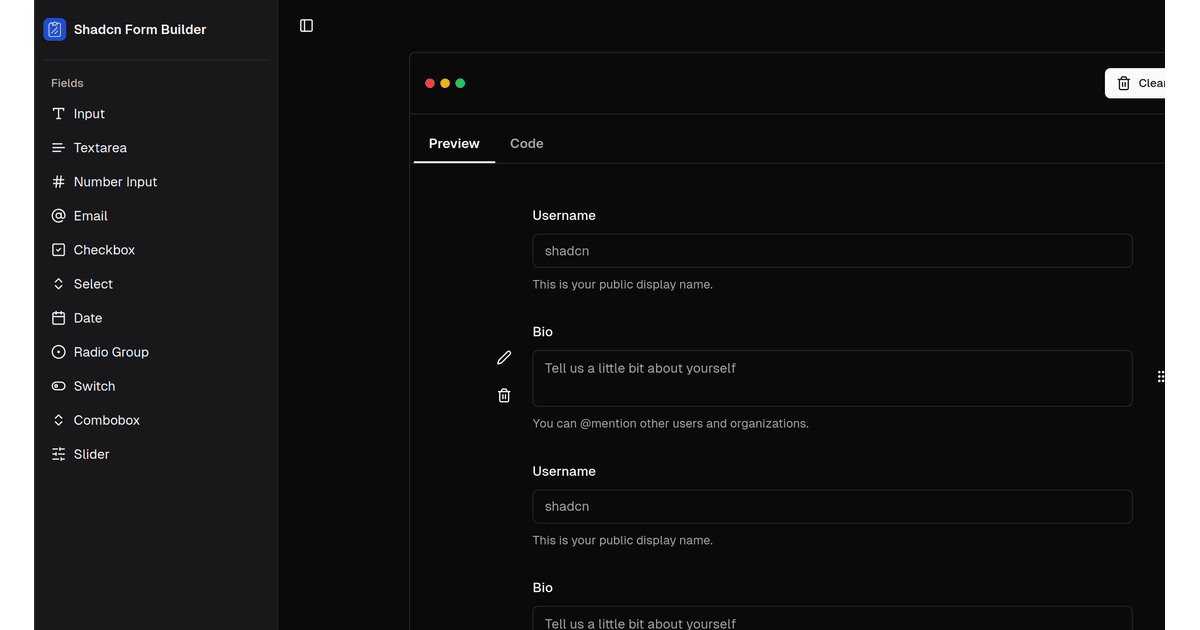 Shadcn Form Builder
Fields
Input
Textarea
Number Input
Email
Checkbox
Select
Date
Radio Group
Switch
Combobox
Slider
Clear
Preview
Code
Username
shadcn
This is your public display name.
Bio
Tell us a little bit about yourself
You can @mention other users and organizations.
Username
shadcn
This is your public display name.
Bio
Tell us a little bit about yourself